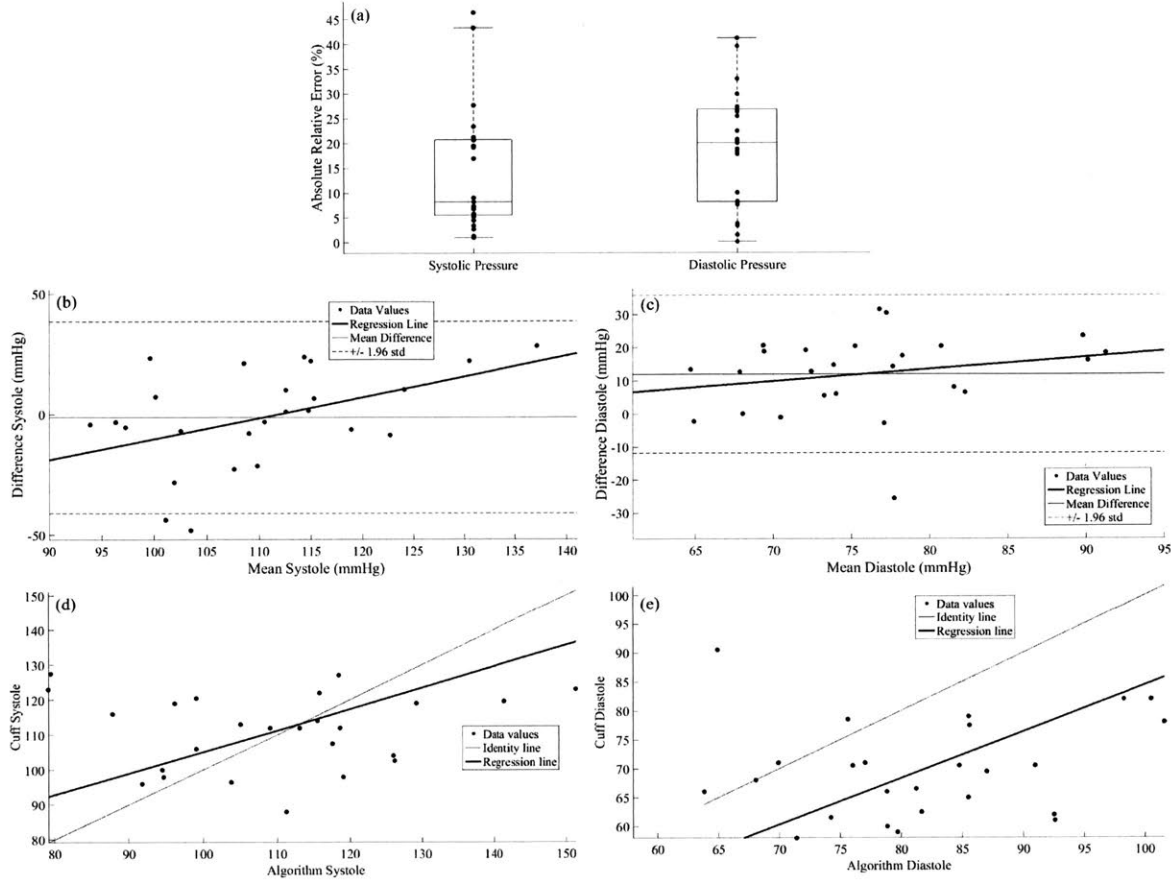 (a)
Absolute Relative Error (%)
45
40
35
30
25
20
15
10
5
0
Systolic Pressure
Diastolic Pressure
(b)
Difference Systole (mmHg)
50
0
-50
90
95
100
105
110
115
120
125
130
135
140
Mean Systole (mmHg)
Data Values
Regression Line
Mean Difference
+/- 1.96 std
(c)
Difference Diastole (mmHg)
30
20
10
0
-10
-20
-30
65
70
75
80
85
90
95
Mean Diastole (mmHg)
Data Values
Regression Line
Mean Difference
+/- 1.96 std
(d)
Cuff Systole
150
140
130
120
110
100
90
80
79
90
100
110
120
130
140
150
Algorithm Systole
Data values
Identity line
Regression line
(e)
Cuff Diastole
100
95
90
85
80
75
70
65
60
60
65
70
75
80
85
90
95
100
Algorithm Diastole
Data values
Identity line
Regression line